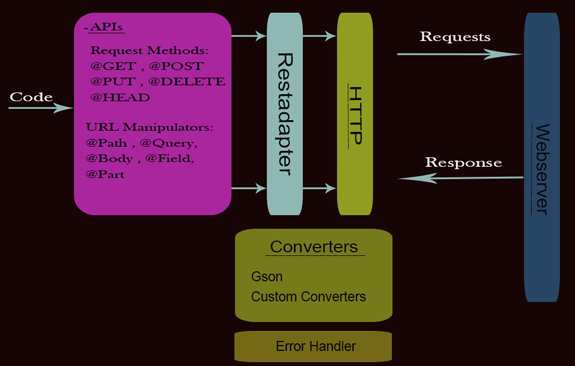 Code
-APIs
Request Methods:
@GET , @POST
@PUT , @DELETE
@HEAD
URL Manipulators:
@Path , @Query,
@Body , @Field,
@Part
Restadapter
HTTP
Requests
Response
Webserver
Converters
Gson
Custom Converters
Error Handler